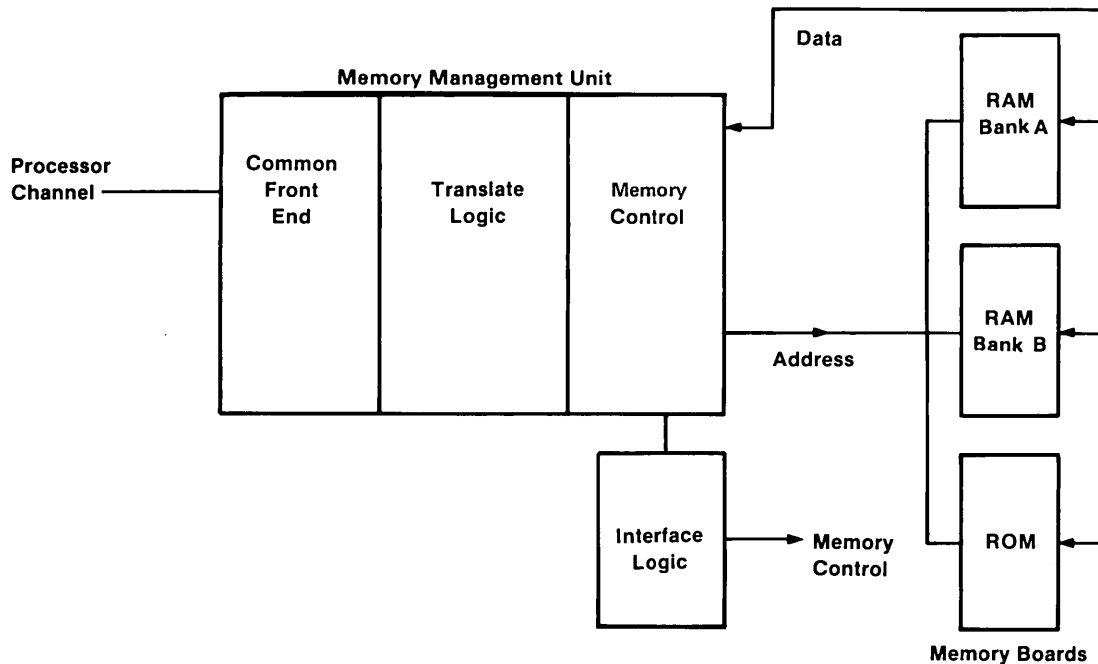 Data
Memory Management Unit
RAM
Bank A
Processor
Channel
Common
Front
End
Translate
Logic
Memory
Control
RAM
Bank B
Address
Interface
Logic
Memory
Control
ROM
Memory Boards